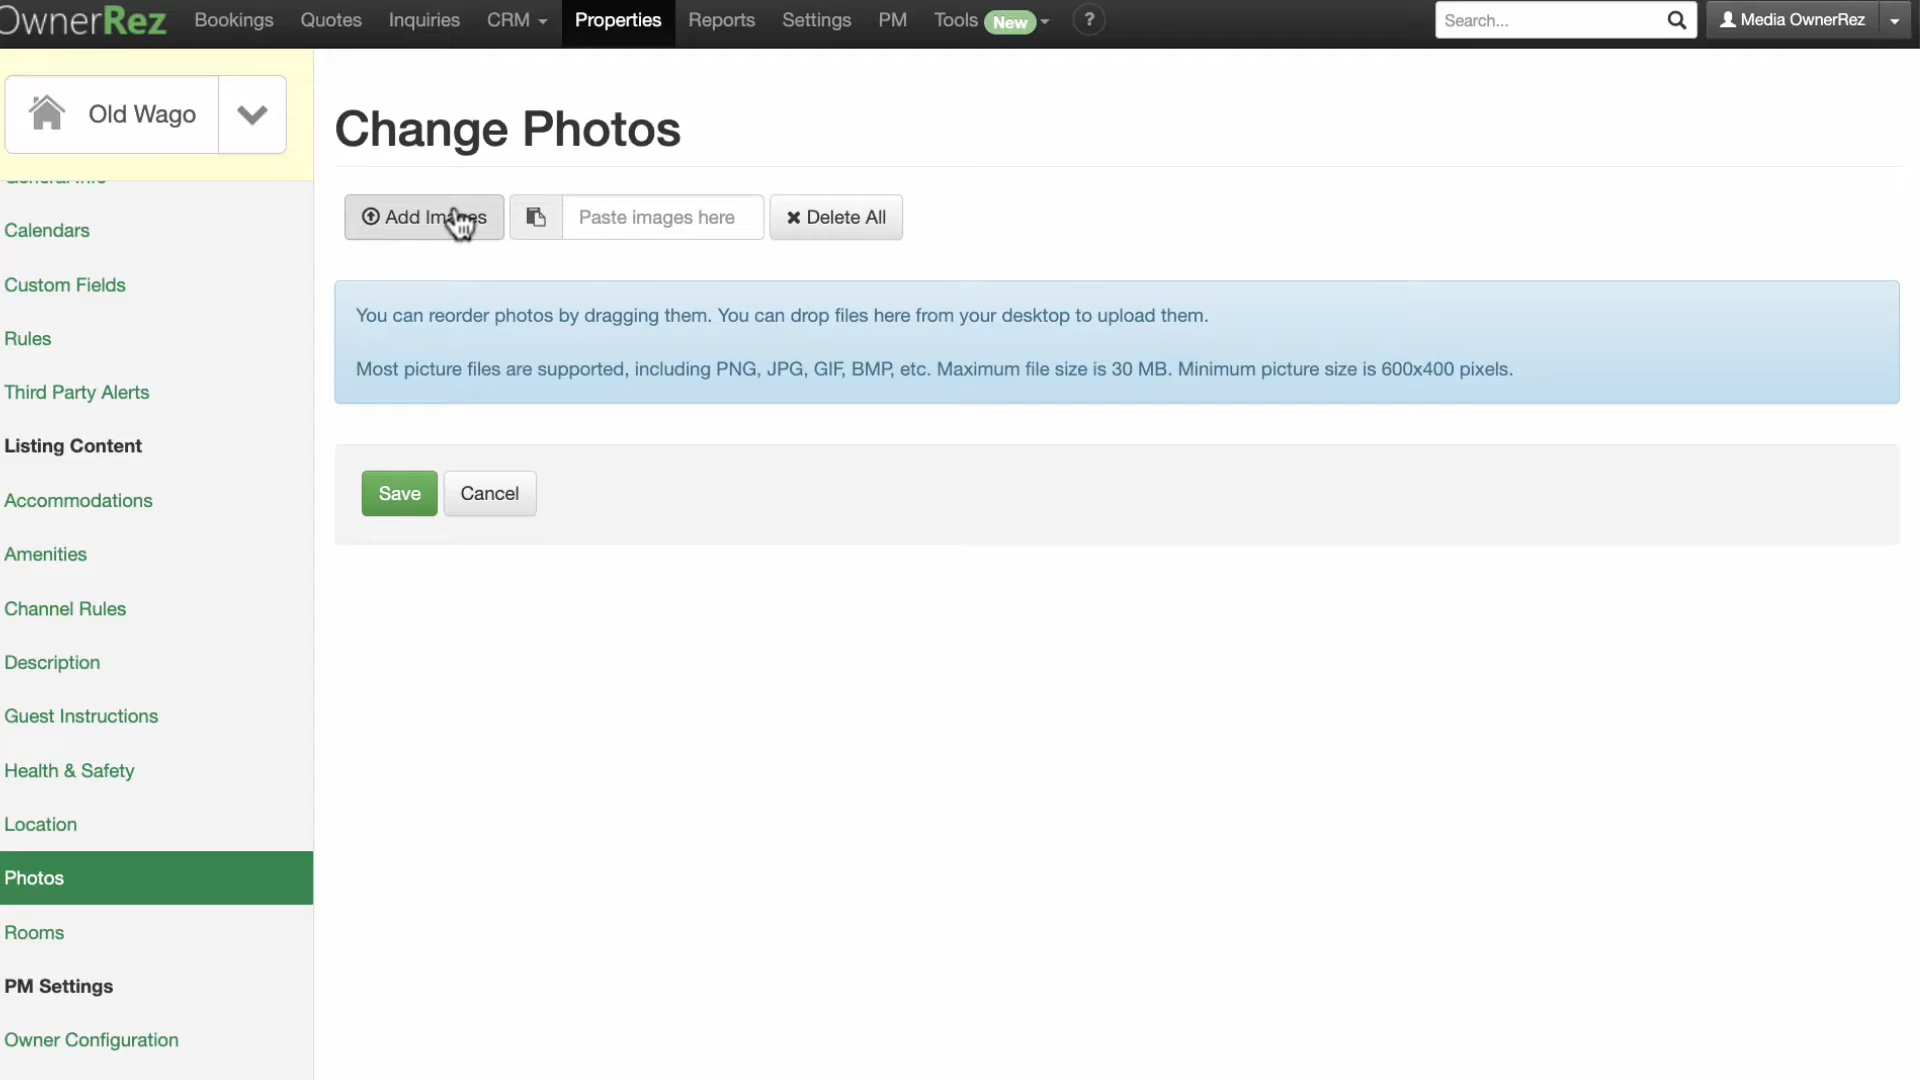 OwnerRez Bookings Quotes Inquiries CRM Properties Reports Settings PM Tools New ? Search... Media OwnerRez
Old Wago
Calendars
Custom Fields
Rules
Third Party Alerts
Listing Content
Accommodations
Amenities
Channel Rules
Description
Guest Instructions
Health & Safety
Location
Photos
Rooms
PM Settings
Owner Configuration
Change Photos
Add Images Paste images here Delete All
You can reorder photos by dragging them. You can drop files here from your desktop to upload them.
Most picture files are supported, including PNG, JPG, GIF, BMP, etc. Maximum file size is 30 MB. Minimum picture size is 600x400 pixels.
Save Cancel